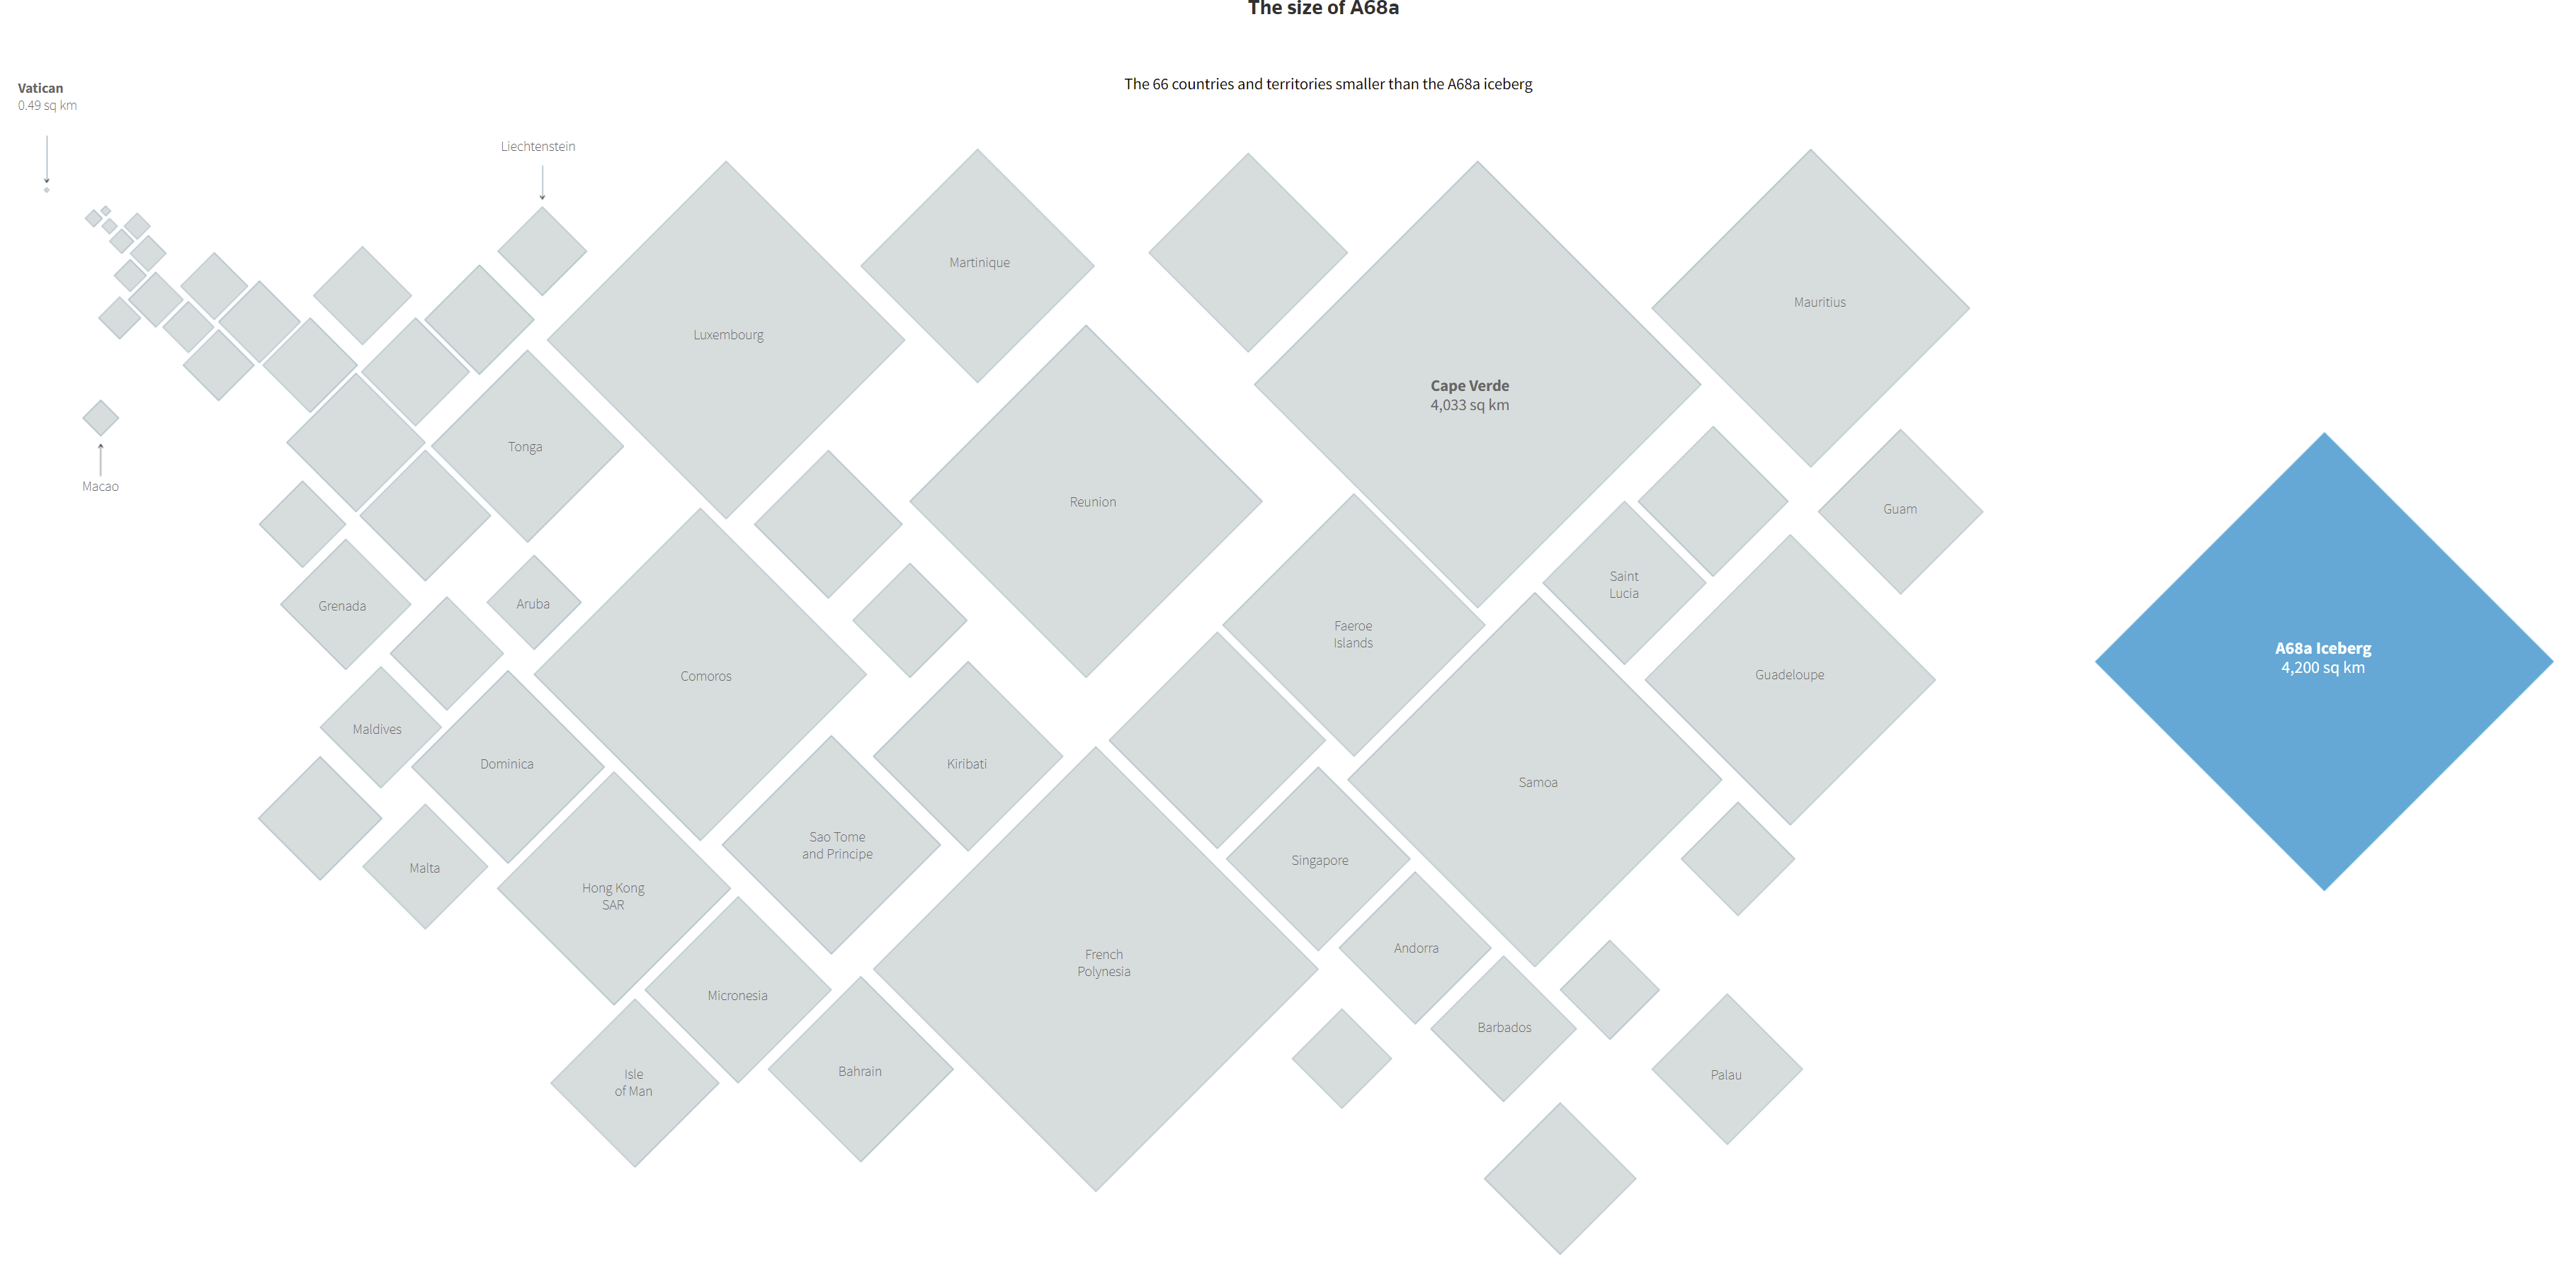 The size of A68a
The 66 countries and territories smaller than the A68a iceberg
Vatican
0.49 sq km
Liechtenstein
Martinique
Mauritius
Luxembourg
Cape Verde
4,033 sq km
Tonga
Macao
Reunion
Guam
Saint
Lucia
Grenada
Aruba
Faeroe
Islands
A68a Iceberg
4,200 sq km
Comoros
Guadeloupe
Maldives
Dominica
Kiribati
Samoa
Sao Tome
and Principe
Singapore
Malta
Hong Kong
SAR
Andorra
French
Polynesia
Micronesia
Barbados
Isle
of Man
Bahrain
Palau